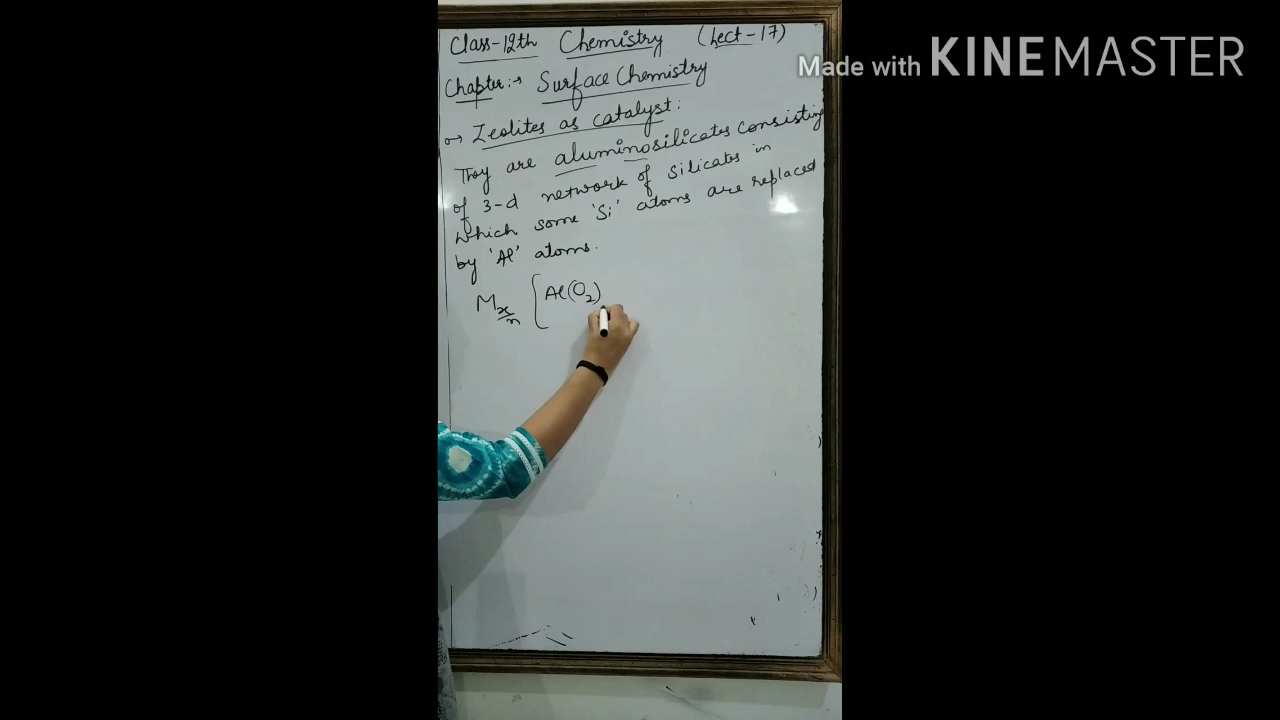 Class-12th Chemistry (Lect-17)
Chapter:→ Surface Chemistry
Zeolites as catalyst:
They are aluminosilicates consisting
of 3-d network of silicates in
which some 'Si' atoms are replaced
by 'Al' atoms.
M x/n [Al(O2)
Made with KINEMASTER